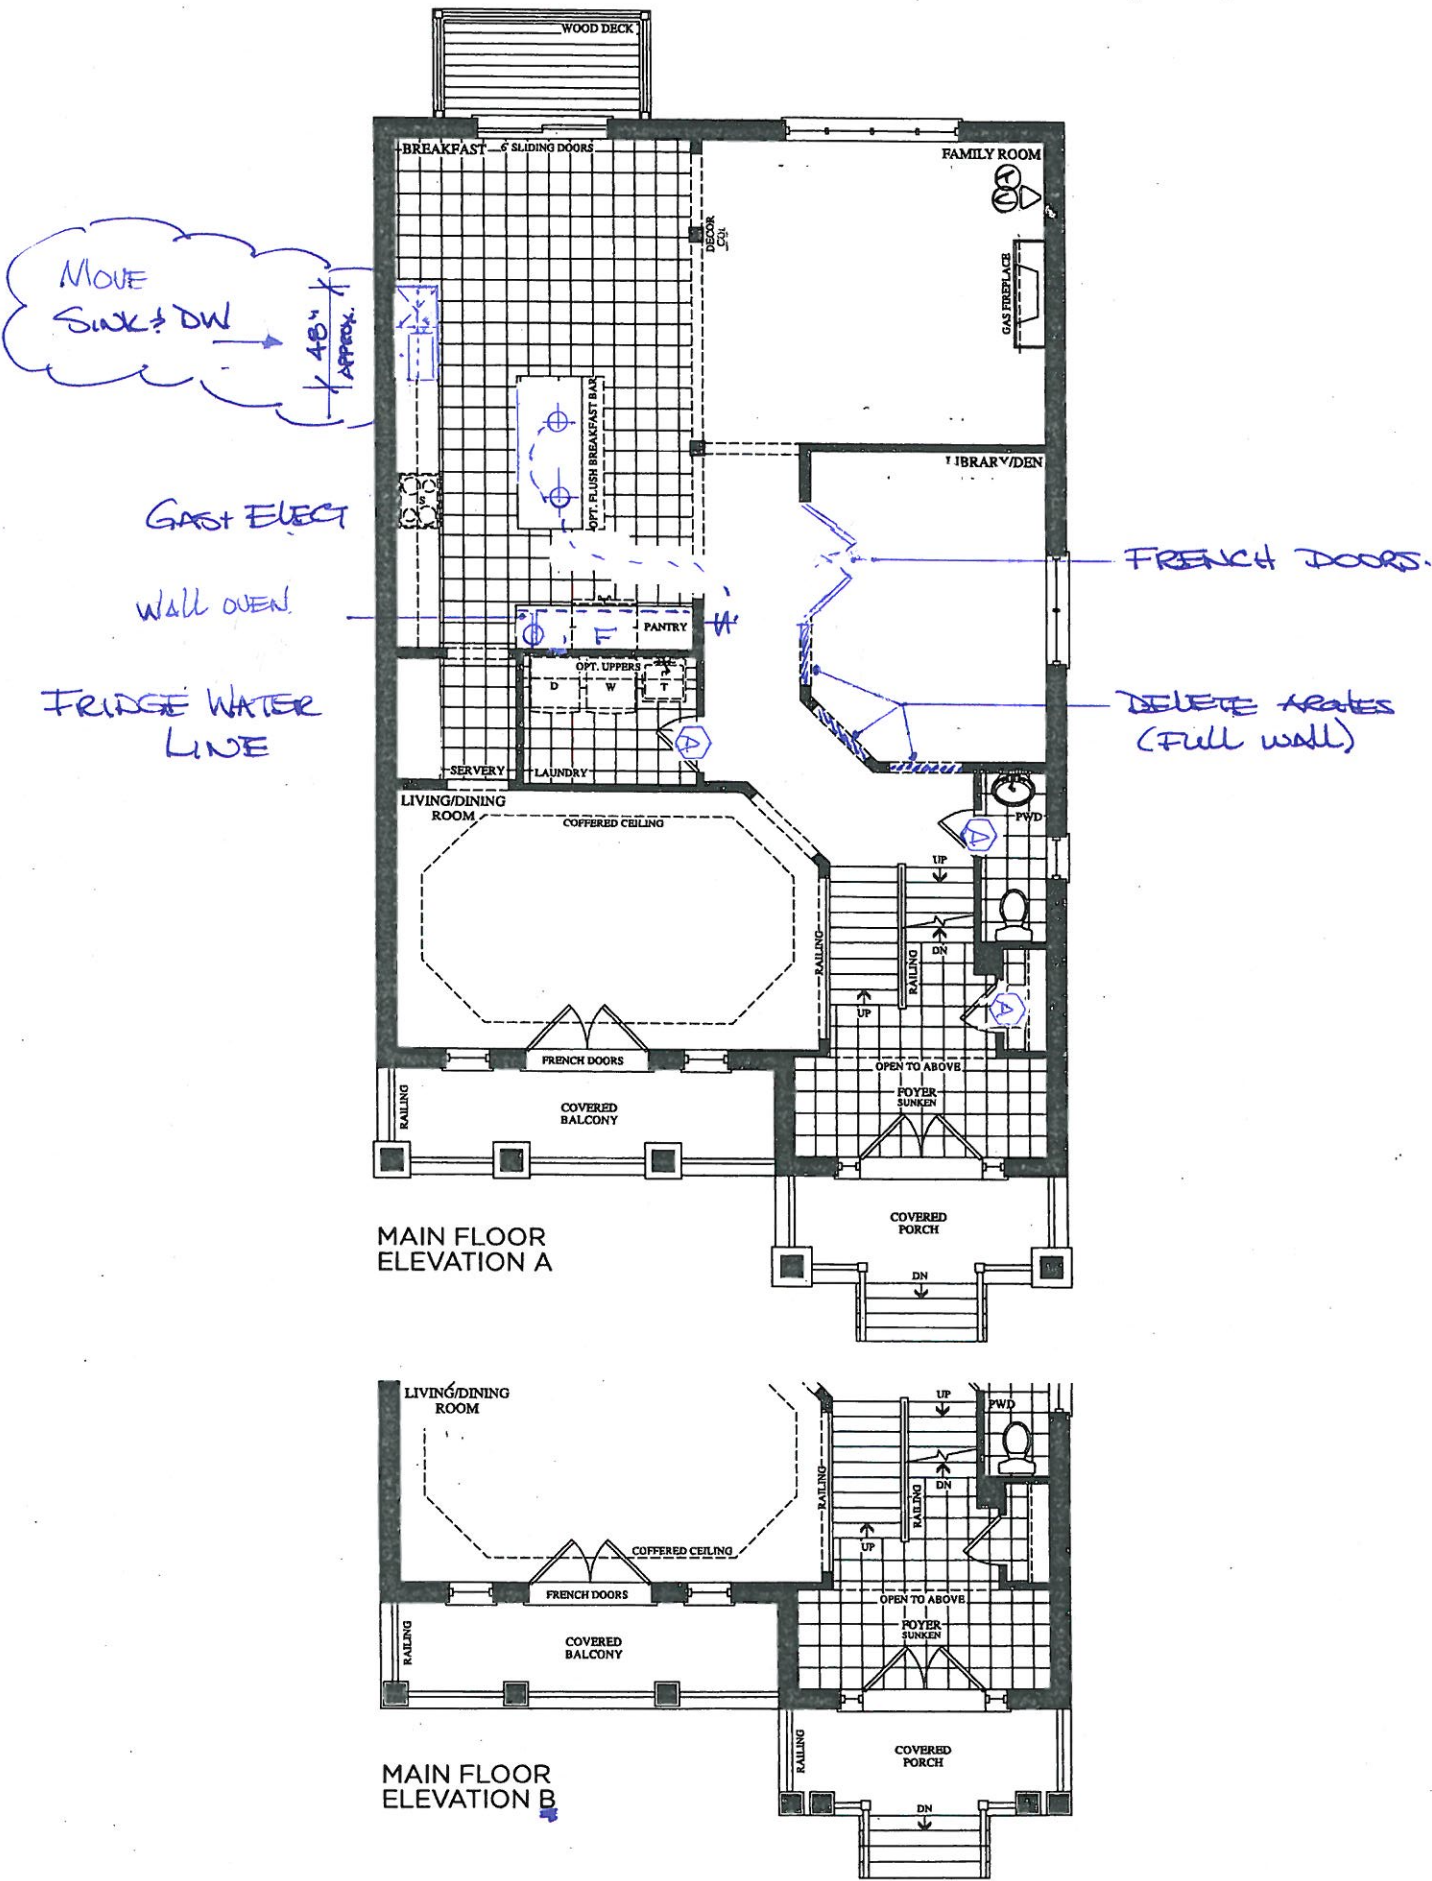 WOOD DECK
BREAKFAST
6' SLIDING DOORS
FAMILY ROOM
DECOR
COL
GAS FIREPLACE
MOVE
SINK & DW
48"
APPROX.
OPT. FLUSH BREAKFAST BAR
LIBRARY/DEN
S
GAS + ELECT
FRENCH DOORS.
WALL OVEN
F
PANTRY
OPT. UPPERS
D
W
T
FRIDGE WATER
LINE
DELETE ARCHES
(FULL WALL)
A
SERVERY
LAUNDRY
LIVING/DINING
ROOM
COFFERED CEILING
PWD
A
UP
DN
RAILING
RAILING
UP
A
FRENCH DOORS
OPEN TO ABOVE
FOYER
SUNKEN
RAILING
COVERED
BALCONY
COVERED
PORCH
DN
MAIN FLOOR
ELEVATION A
LIVING/DINING
ROOM
UP
PWD
RAILING
DN
RAILING
UP
COFFERED CEILING
FRENCH DOORS
OPEN TO ABOVE
FOYER
SUNKEN
RAILING
COVERED
BALCONY
RAILING
COVERED
PORCH
DN
MAIN FLOOR
ELEVATION B